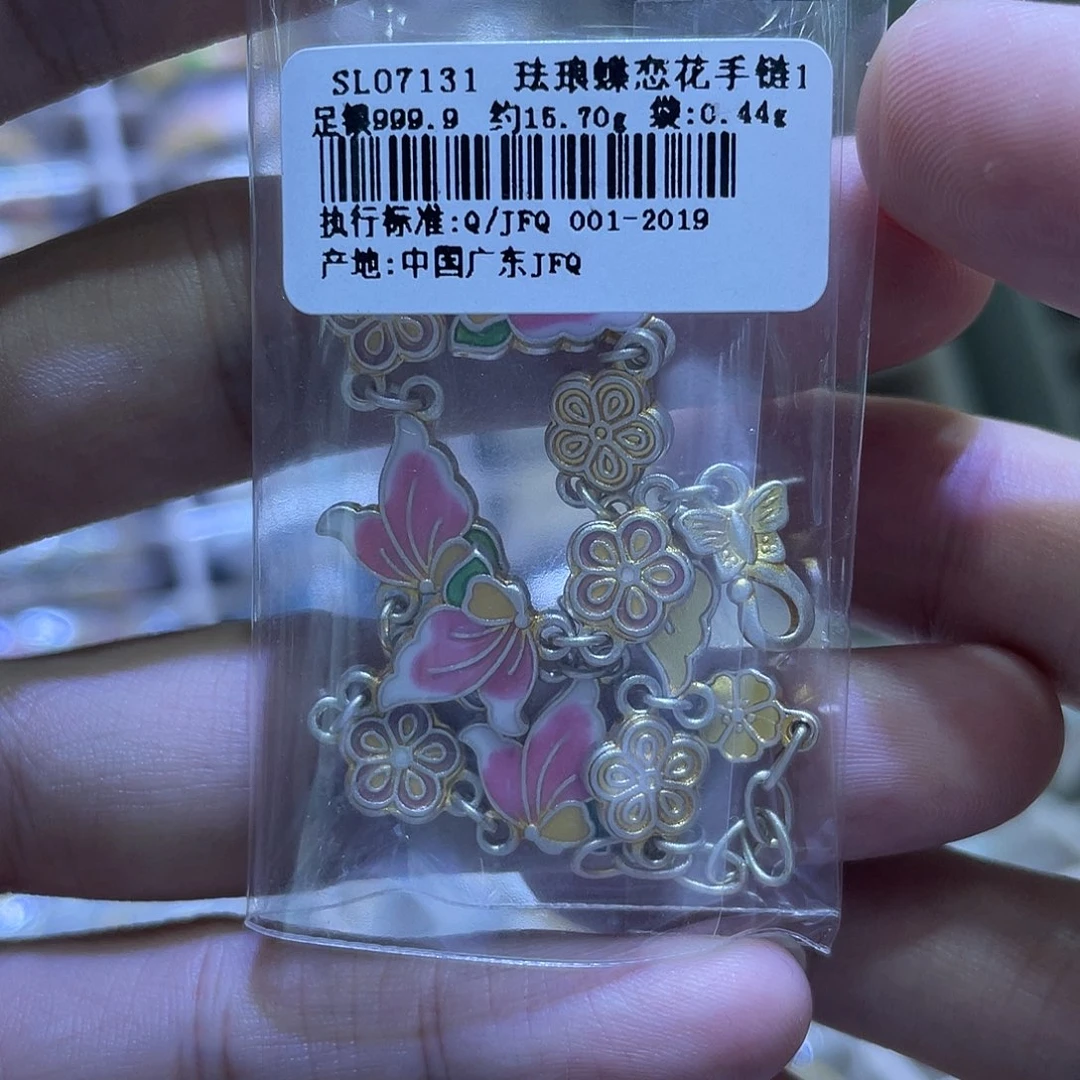 SL07131 珐琅蝶恋花手链1
足银999.9 约15.70g 袋:0.44g
执行标准:Q/JFQ 001-2019
产地:中国广东JFQ